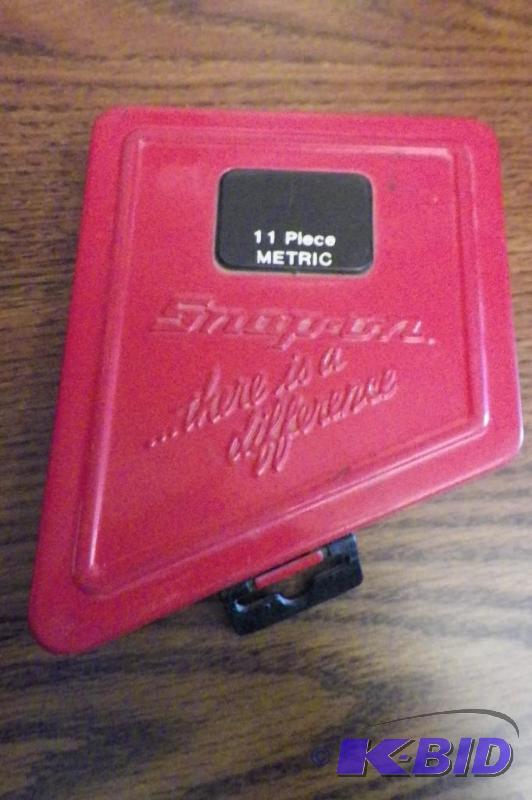 11 Piece
METRIC
Snap-on.
...there is a
difference
© K-BID